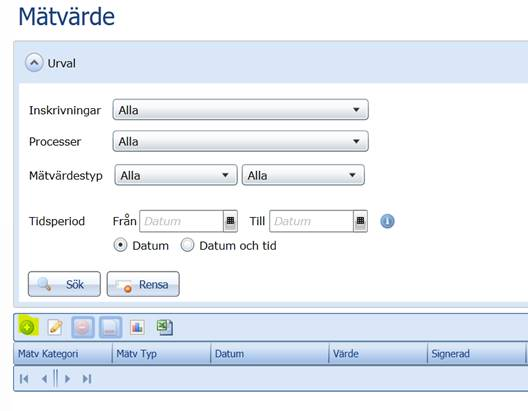 Mätvärde
Urval
Inskrivningar Alla
Processer Alla
Mätvärdestyp Alla Alla
Tidsperiod Från Datum Till Datum
Datum Datum och tid
Sök Rensa
Mätv Kategori Mätv Typ Datum Värde Signerad